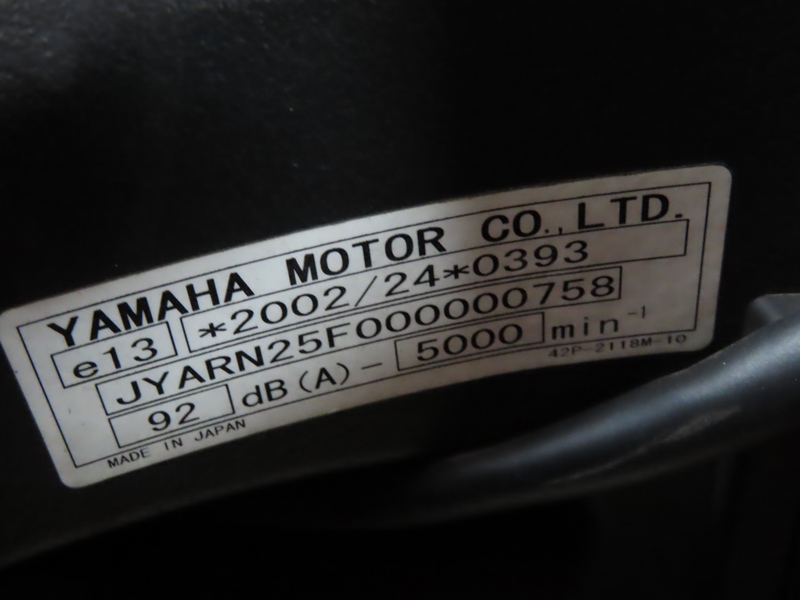 YAMAHA MOTOR CO.,LTD.
e13 *2002/24*0393
JYARN25F000000758
92 dB(A)- 5000 min-1
MADE IN JAPAN 42P-2118M-10